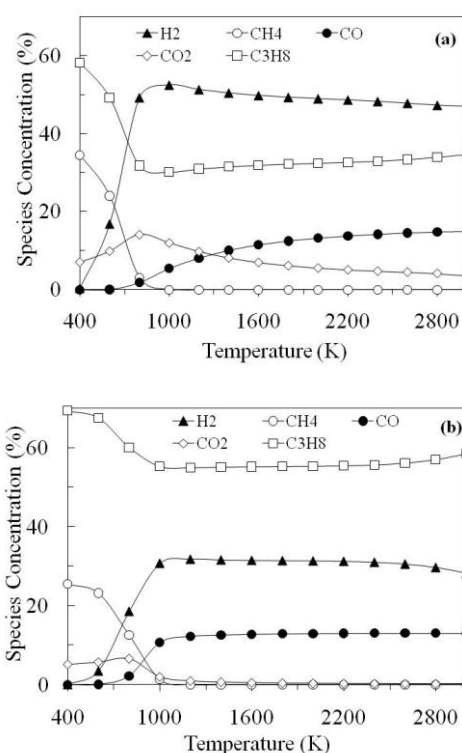 (a)
H2 CH4 CO
CO2 C3H8
Species Concentration (%)
60
40
20
0
400 1000 1600 2200 2800
Temperature (K)
(b)
H2 CH4 CO
CO2 C3H8
Species Concentration (%)
60
40
20
0
400 1000 1600 2200 2800
Temperature (K)